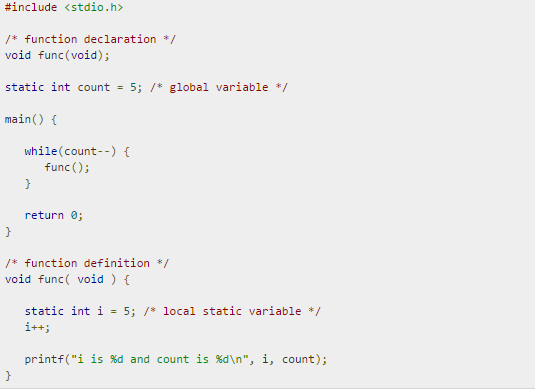 #include <stdio.h>
/* function declaration */
void func(void);
static int count = 5; /* global variable */
main() {
while(count--) {
func();
}
return 0;
}
/* function definition */
void func( void ) {
static int i = 5; /* local static variable */
i++;
printf("i is %d and count is %d\n", i, count);
}